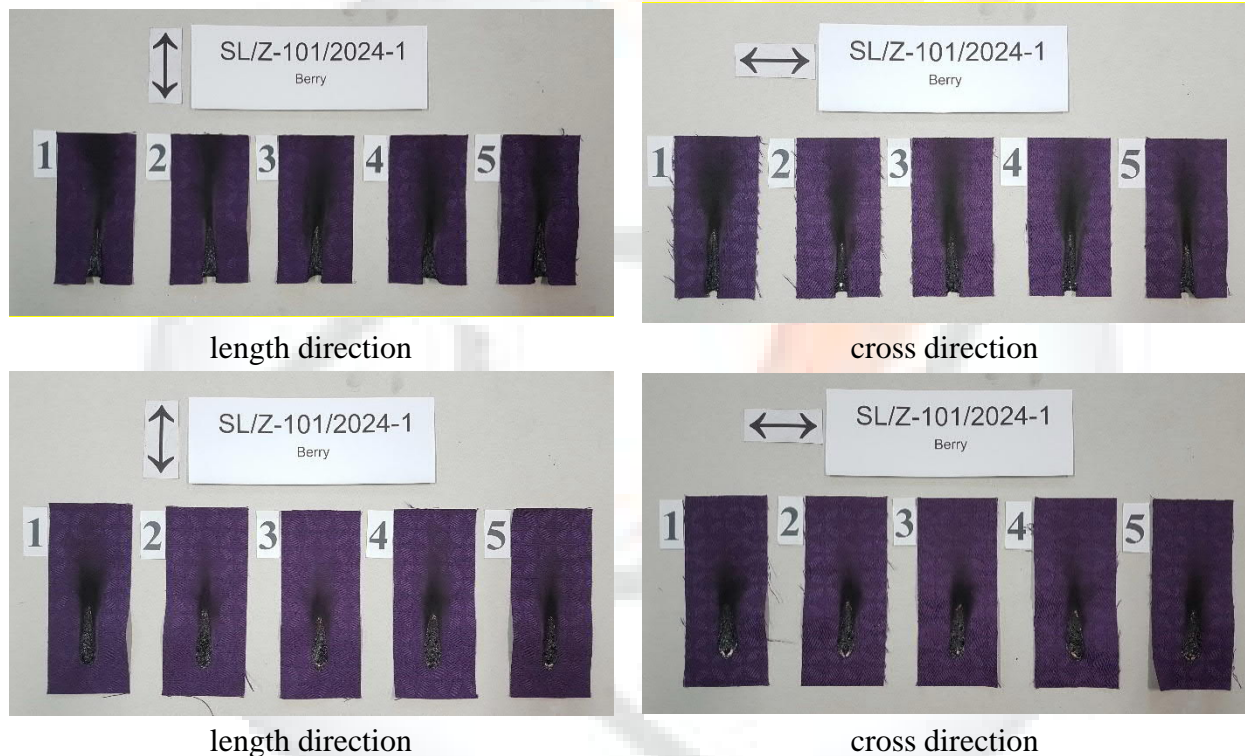 SL/Z-101/2024-1
Berry
1 2 3 4 5
length direction
SL/Z-101/2024-1
Berry
1 2 3 4 5
cross direction
SL/Z-101/2024-1
Berry
1 2 3 4 5
length direction
SL/Z-101/2024-1
Berry
1 2 3 4 5
cross direction